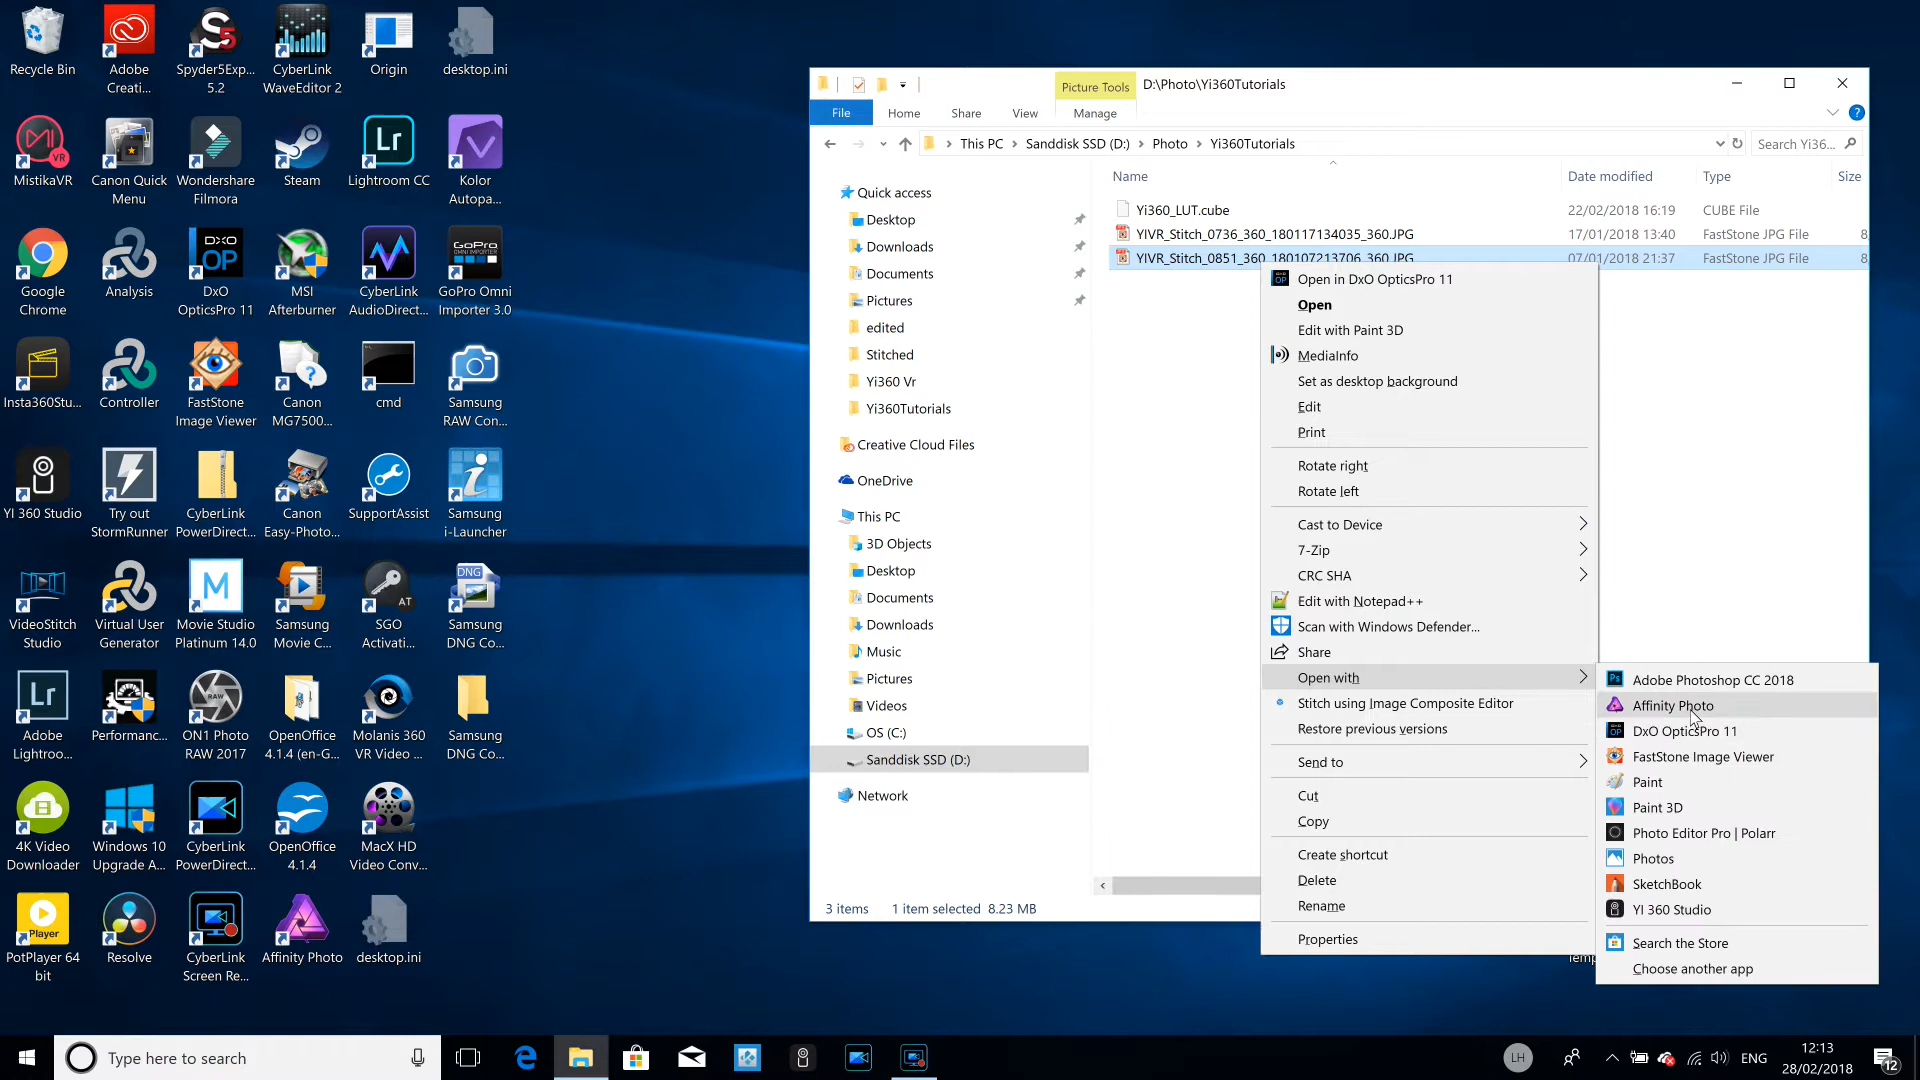 Recycle Bin
Adobe
Creati...
Spyder5Exp...
5.2
CyberLink
WaveEditor 2
Origin
desktop.ini
MistikaVR
Canon Quick
Menu
Wondershare
Filmora
Steam
Lightroom CC
Kolor
Autopa...
Google
Chrome
Analysis
DxO
OpticsPro 11
MSI
Afterburner
CyberLink
AudioDirect...
GoPro Omni
Importer 3.0
Insta360Stu...
Controller
FastStone
Image Viewer
Canon
MG7500...
cmd
Samsung
RAW Con...
YI 360 Studio
Try out
StormRunner
CyberLink
PowerDirect...
Canon
Easy-Photo...
SupportAssist
Samsung
i-Launcher
VideoStitch
Studio
Virtual User
Generator
Movie Studio
Platinum 14.0
Samsung
Movie C...
SGO
Activati...
Samsung
DNG Co...
Adobe
Lightroo...
Performanc...
ON1 Photo
RAW 2017
OpenOffice
4.1.4 (en-G...
Molanis 360
VR Video ...
Samsung
DNG Co...
4K Video
Downloader
Windows 10
Upgrade A...
CyberLink
PowerDirect...
OpenOffice
4.1.4
MacX HD
Video Conv...
PotPlayer 64
bit
Resolve
CyberLink
Screen Re...
Affinity Photo
desktop.ini
Picture Tools
D:\Photo\Yi360Tutorials
File
Home
Share
View
Manage
This PC > Sanddisk SSD (D:) > Photo > Yi360Tutorials
Search Yi36...
Name
Date modified
Type
Size
Yi360_LUT.cube
22/02/2018 16:19
CUBE File
YIVR_Stitch_0736_360_180117134035_360.JPG
17/01/2018 13:40
FastStone JPG File
8,
YIVR_Stitch_0851_360_180107213706_360.JPG
07/01/2018 21:37
FastStone JPG File
8,
Quick access
Desktop
Downloads
Documents
Pictures
edited
Stitched
Yi360 Vr
Yi360Tutorials
Creative Cloud Files
OneDrive
This PC
3D Objects
Desktop
Documents
Downloads
Music
Pictures
Videos
OS (C:)
Sanddisk SSD (D:)
Network
3 items
1 item selected 8.23 MB
Open in DxO OpticsPro 11
Open
Edit with Paint 3D
MediaInfo
Set as desktop background
Edit
Print
Rotate right
Rotate left
Cast to Device
7-Zip
CRC SHA
Edit with Notepad++
Scan with Windows Defender...
Share
Open with
Stitch using Image Composite Editor
Restore previous versions
Send to
Cut
Copy
Create shortcut
Delete
Rename
Properties
Adobe Photoshop CC 2018
Affinity Photo
DxO OpticsPro 11
FastStone Image Viewer
Paint
Paint 3D
Photo Editor Pro | Polarr
Photos
SketchBook
YI 360 Studio
Search the Store
Choose another app
Type here to search
LH
ENG
12:13
28/02/2018
12